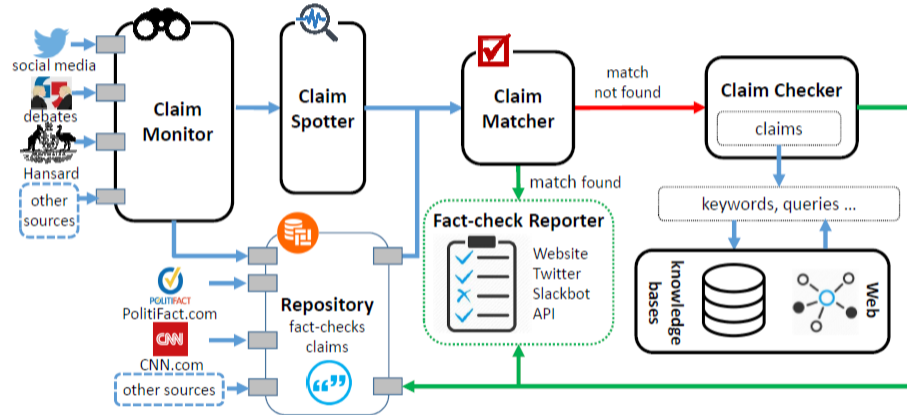 social media
debates
Hansard
other
sources
Claim
Monitor
Claim
Spotter
Claim
Matcher
match
not found
Claim Checker
claims
match found
keywords, queries ...
Fact-check Reporter
Website
Twitter
Slackbot
API
knowledge
bases
Web
POLITIFACT
PolitiFact.com
CNN
CNN.com
other sources
Repository
fact-checks
claims